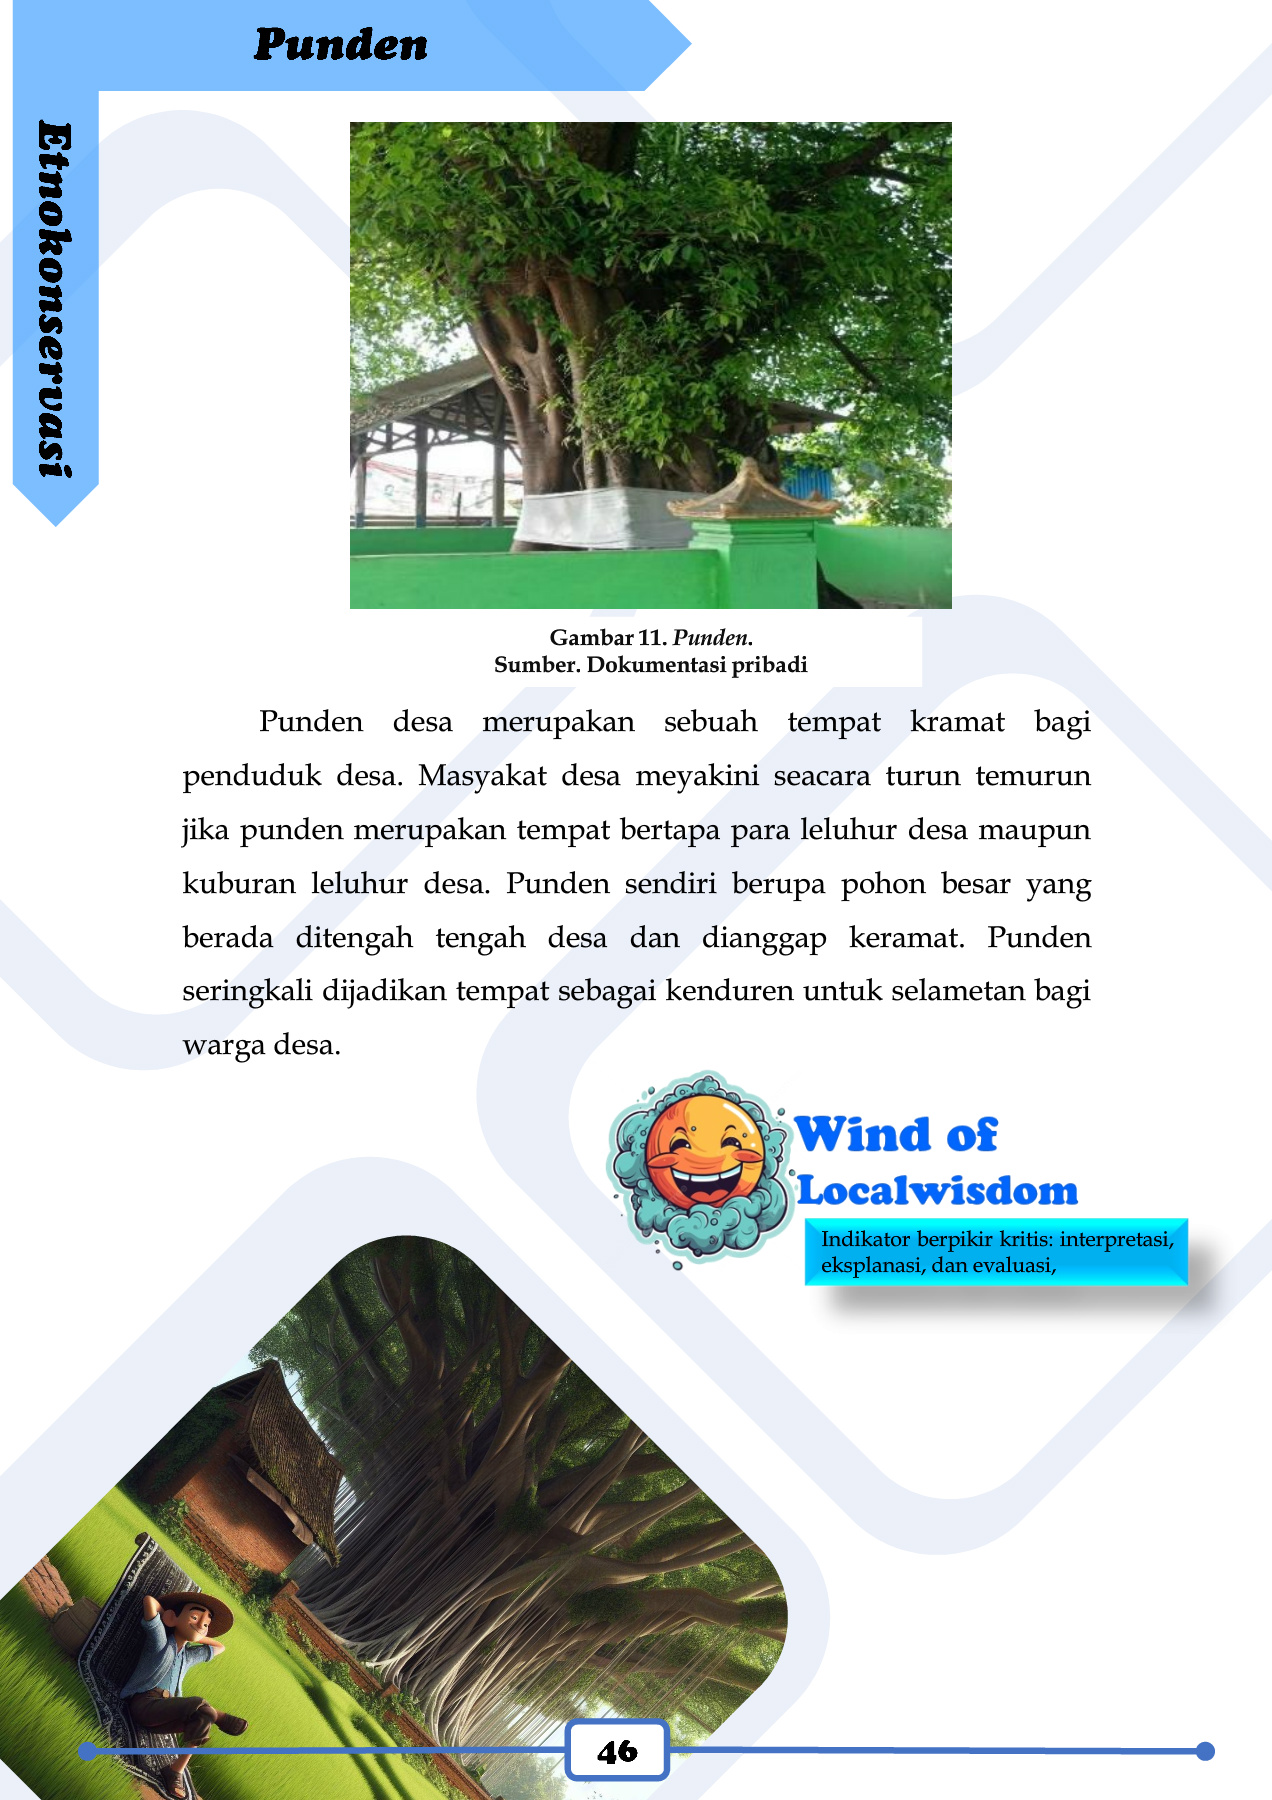 Punden
Etnokonservasi
Gambar 11. Punden.
Sumber. Dokumentasi pribadi
Punden desa merupakan sebuah tempat kramat bagi
penduduk desa. Masyakat desa meyakini seacara turun temurun
jika punden merupakan tempat bertapa para leluhur desa maupun
kuburan leluhur desa. Punden sendiri berupa pohon besar yang
berada ditengah tengah desa dan dianggap keramat. Punden
seringkali dijadikan tempat sebagai kenduren untuk selametan bagi
warga desa.
Wind of
Localwisdom
Indikator berpikir kritis: interpretasi,
eksplanasi, dan evaluasi,
46